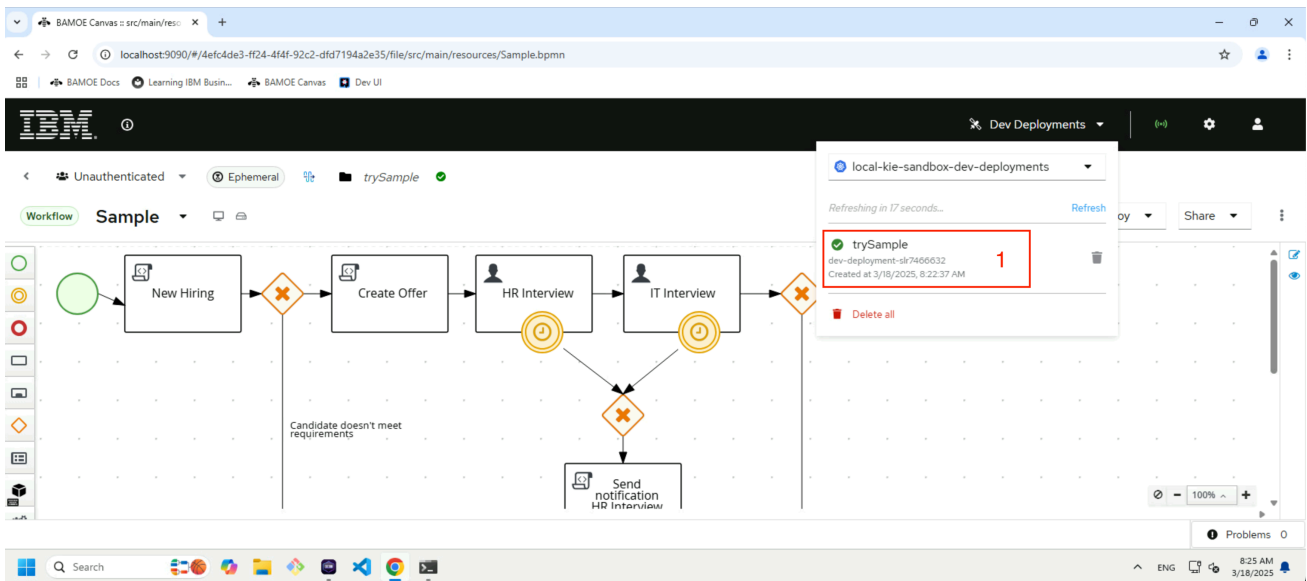 BAMOE Canvas :: src/main/reso
localhost:9090/#/4efc4de3-ff24-4f4f-92c2-dfd7194a2e35/file/src/main/resources/Sample.bpmn
BAMOE Docs
Learning IBM Busin...
BAMOE Canvas
Dev UI
IBM
Dev Deployments
Unauthenticated
Ephemeral
trySample
local-kie-sandbox-dev-deployments
Workflow
Sample
Refreshing in 17 seconds...
Refresh
oy
Share
trySample
dev-deployment-slr7466632
Created at 3/18/2025, 8:22:37 AM
1
Delete all
New Hiring
Create Offer
HR Interview
IT Interview
Candidate doesn't meet
requirements
Send
notification
HR Interview
100%
Problems 0
Search
ENG
8:25 AM
3/18/2025